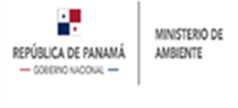 REPÚBLICA DE PANAMÁ
— GOBIERNO NACIONAL —
MINISTERIO DE
AMBIENTE